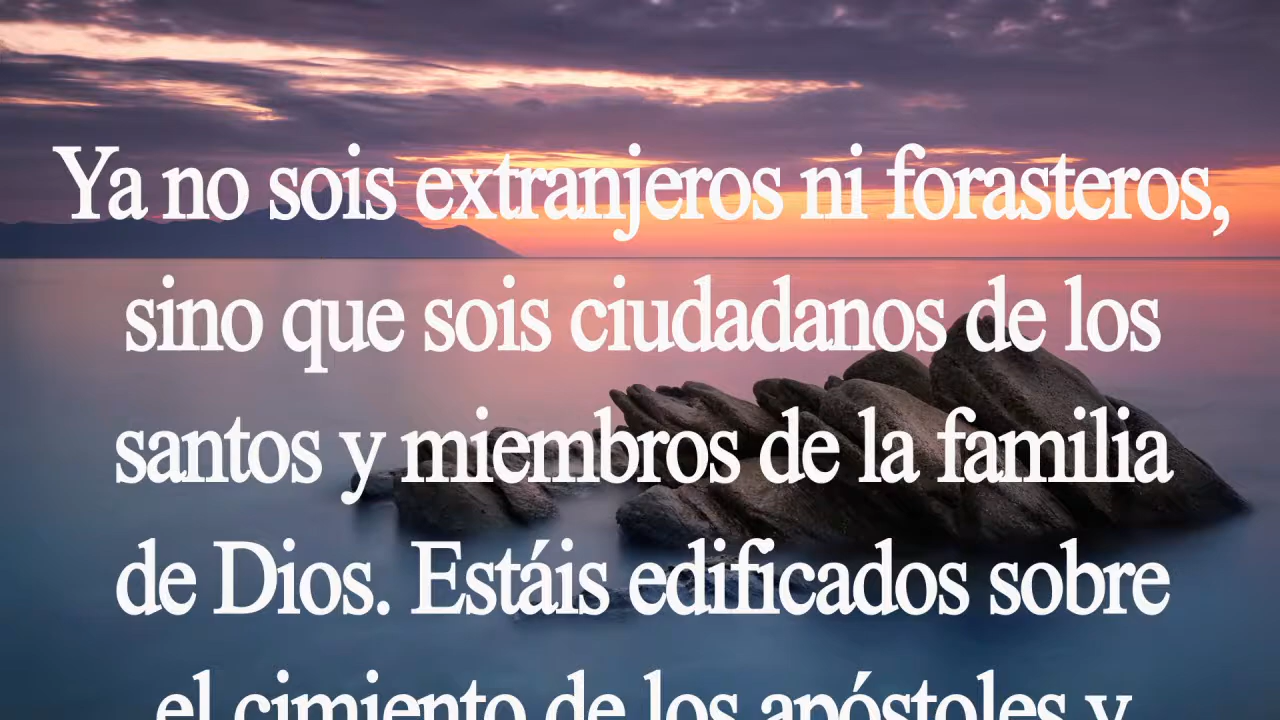 Ya no sois extranjeros ni forasteros,
sino que sois ciudadanos de los
santos y miembros de la familia
de Dios. Estáis edificados sobre
el cimiento de los apóstoles y